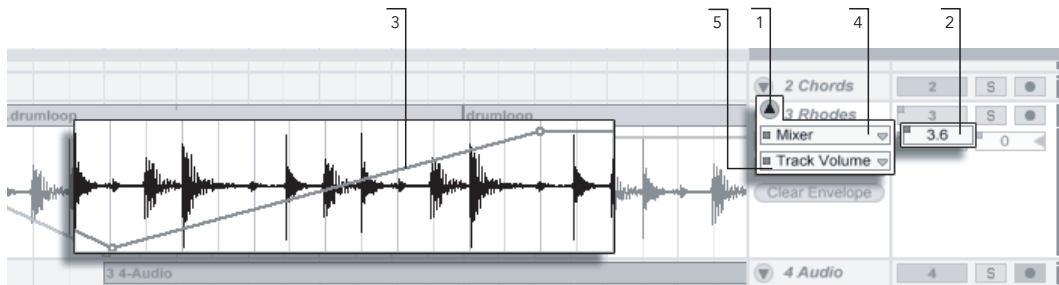 3 5 1 4 2
2 Chords 2 S
drumloop drumloop 3 Rhodes 3 S
Mixer 3.6 0
Track Volume
Clear Envelope
3 4-Audio 4 Audio 4 S